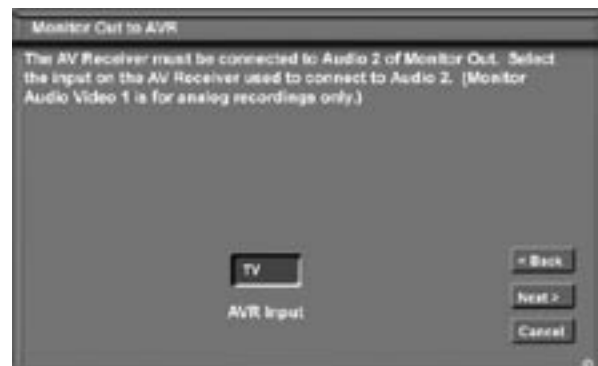 Monitor Out to AVR
The AV Receiver must be connected to Audio 2 of Monitor Out. Select
the input on the AV Receiver used to connect to Audio 2. (Monitor
Audio Video 1 is for analog recordings only.)
TV
AVR Input
< Back
Next >
Cancel